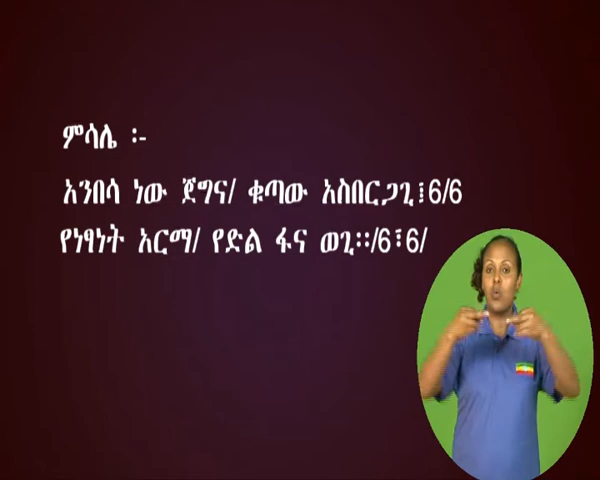 ምሳሌ ፡-
አንበሳ ነው ጀግና/ ቁጣው አስበርጋጊ፤6/6
የነፃነት አርማ/ የድል ፋና ወጊ፡፡/6፣6/